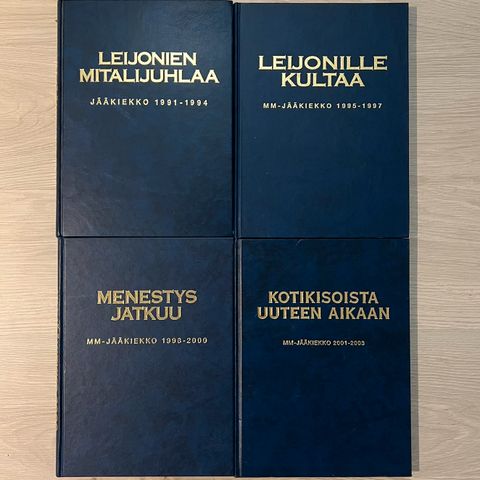 LEIJONIEN
MITALIJUHLAA
JÄÄKIEKKO 1991-1994
LEIJONILLE
KULTAA
MM-JÄÄKIEKKO 1995-1997
MENESTYS
JATKUU
MM-JÄÄKIEKKO 1998-2000
KOTIKISOISTA
UUTEEN AIKAAN
MM-JÄÄKIEKKO 2001-2003